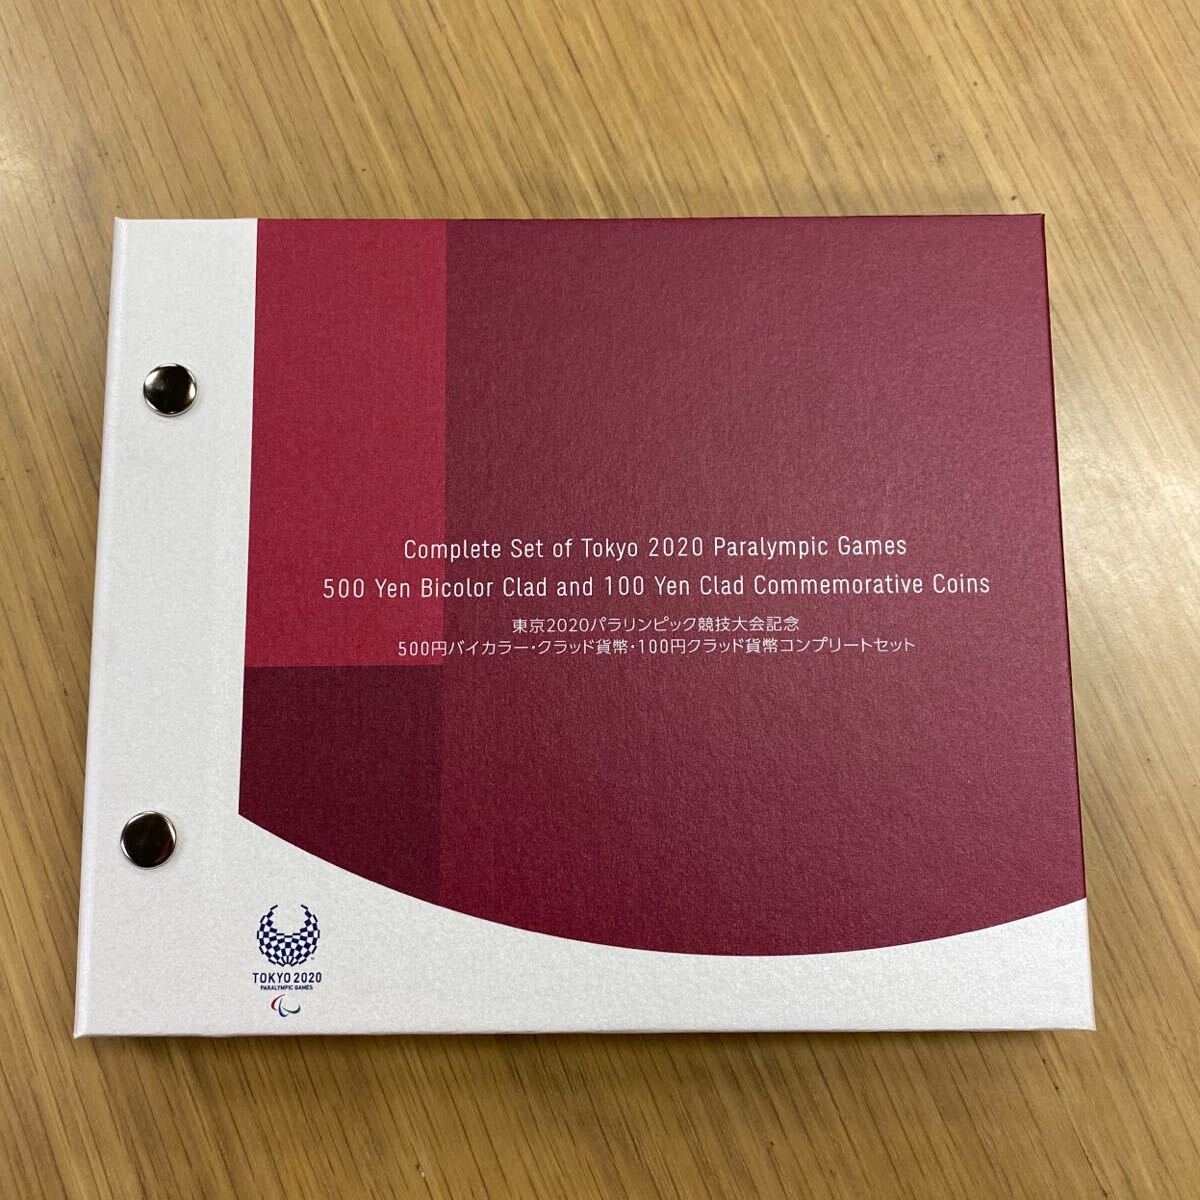 Complete Set of Tokyo 2020 Paralympic Games
500 Yen Bicolor Clad and 100 Yen Clad Commemorative Coins
東京2020パラリンピック競技大会記念
500円バイカラー・クラッド貨幣・100円クラッド貨幣コンプリートセット
TOKYO 2020
PARALYMPIC GAMES